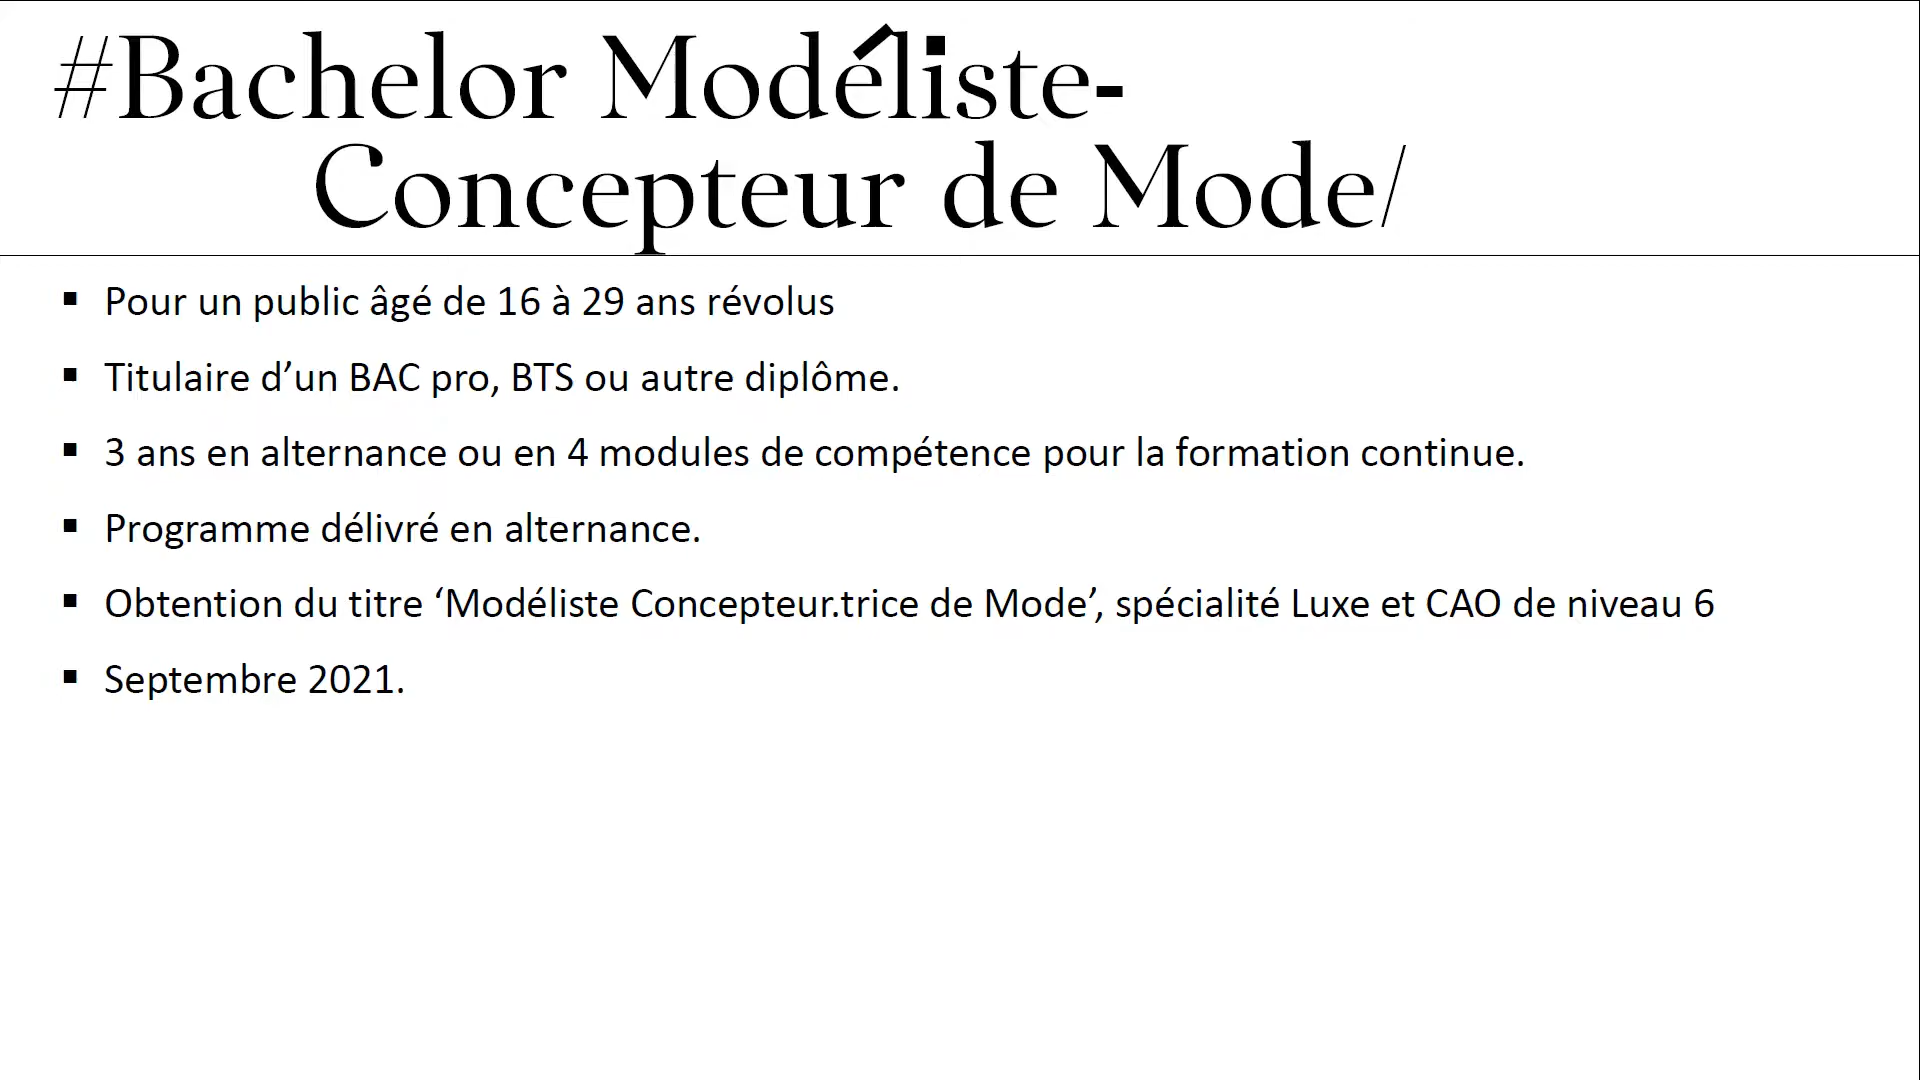 #Bachelor Modéliste-
Concepteur de Mode/
▪ Pour un public âgé de 16 à 29 ans révolus
▪ Titulaire d’un BAC pro, BTS ou autre diplôme.
▪ 3 ans en alternance ou en 4 modules de compétence pour la formation continue.
▪ Programme délivré en alternance.
▪ Obtention du titre ‘Modéliste Concepteur.trice de Mode’, spécialité Luxe et CAO de niveau 6
▪ Septembre 2021.